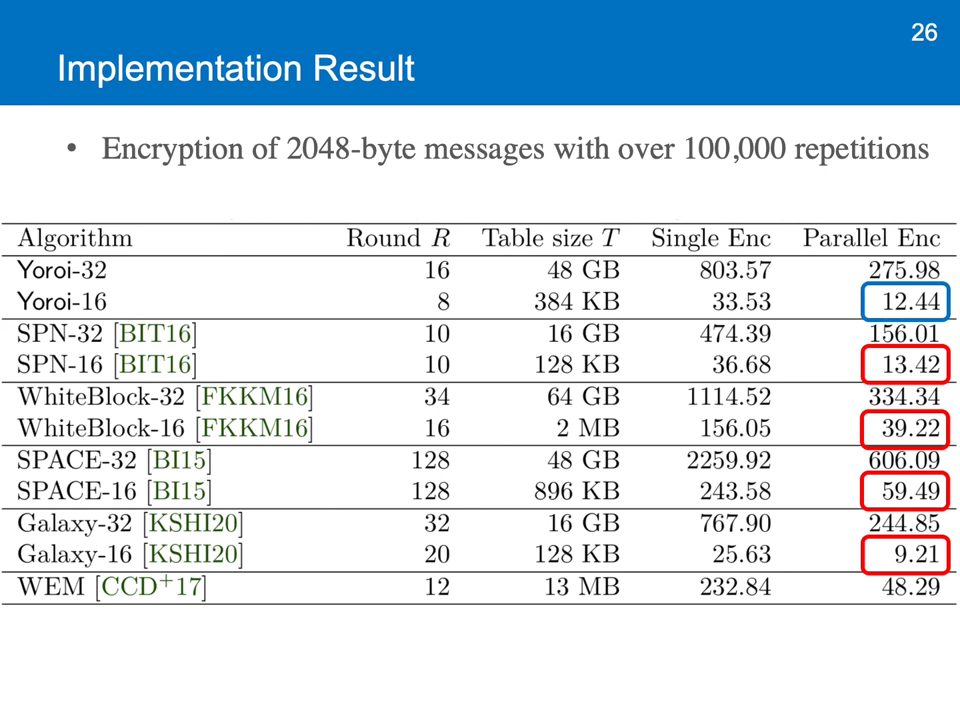 26
Implementation Result
• Encryption of 2048-byte messages with over 100,000 repetitions
Algorithm Round R Table size T Single Enc Parallel Enc
Yoroi-32 16 48 GB 803.57 275.98
Yoroi-16 8 384 KB 33.53 12.44
SPN-32 [BIT16] 10 16 GB 474.39 156.01
SPN-16 [BIT16] 10 128 KB 36.68 13.42
WhiteBlock-32 [FKKM16] 34 64 GB 1114.52 334.34
WhiteBlock-16 [FKKM16] 16 2 MB 156.05 39.22
SPACE-32 [BI15] 128 48 GB 2259.92 606.09
SPACE-16 [BI15] 128 896 KB 243.58 59.49
Galaxy-32 [KSHI20] 32 16 GB 767.90 244.85
Galaxy-16 [KSHI20] 20 128 KB 25.63 9.21
WEM [CCD+17] 12 13 MB 232.84 48.29